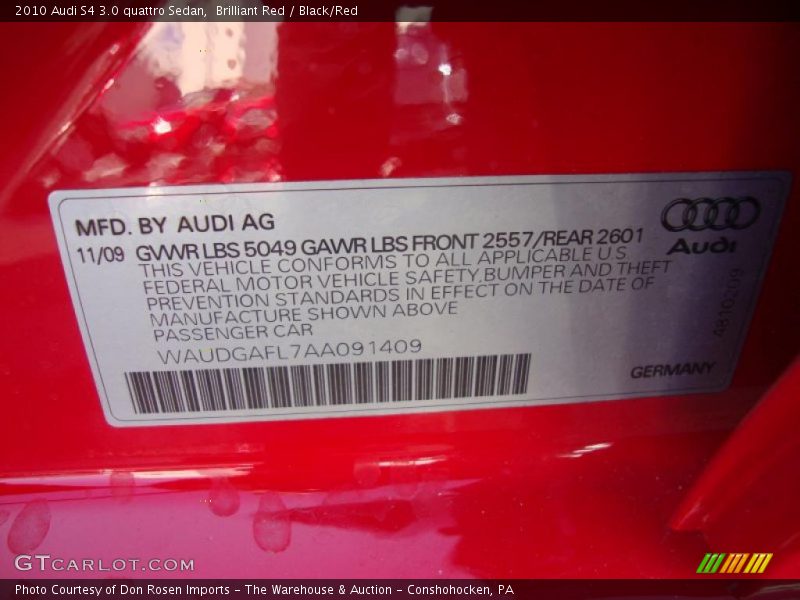 2010 Audi S4 3.0 quattro Sedan,  Brilliant Red / Black/Red
MFD. BY AUDI AG
11/09 GVWR LBS 5049 GAWR LBS FRONT 2557/REAR 2601
THIS VEHICLE CONFORMS TO ALL APPLICABLE U.S.
FEDERAL MOTOR VEHICLE SAFETY,BUMPER AND THEFT
PREVENTION STANDARDS IN EFFECT ON THE DATE OF
MANUFACTURE SHOWN ABOVE
PASSENGER CAR
WAUDGAFL7AA091409
Audi
4810209
GERMANY
GTCARLOT.COM
Photo Courtesy of Don Rosen Imports - The Warehouse & Auction - Conshohocken, PA